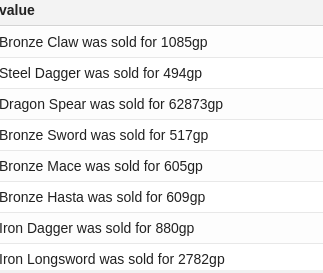 value
Bronze Claw was sold for 1085gp
Steel Dagger was sold for 494gp
Dragon Spear was sold for 62873gp
Bronze Sword was sold for 517gp
Bronze Mace was sold for 605gp
Bronze Hasta was sold for 609gp
Iron Dagger was sold for 880gp
Iron Longsword was sold for 2782gp